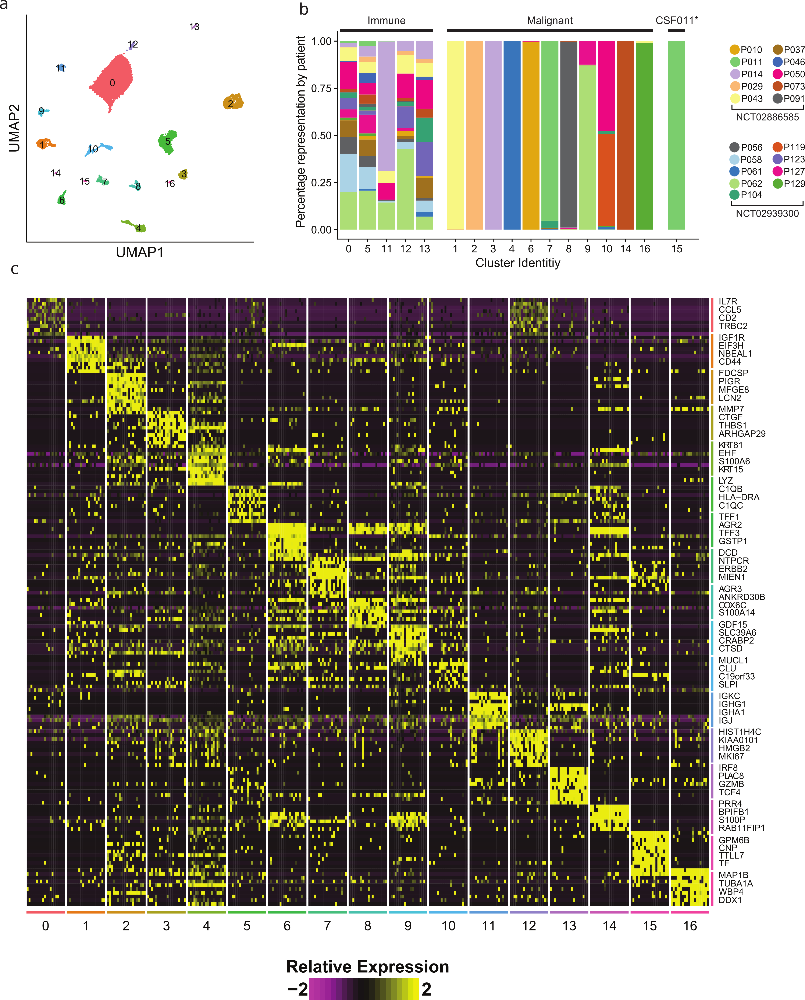 a
UMAP2
UMAP1
0
1
2
3
4
5
6
7
8
9
10
11
12
13
14
15
16
b
Immune
Malignant
CSF011*
Percentage representation by patient
1.00
0.75
0.50
0.25
0.00
0 5 11 12 13 1 2 3 4 6 7 8 9 10 14 16 15
Cluster Identitiy
P010 P037
P011 P046
P014 P050
P029 P073
P043 P091
NCT02886585
P056 P119
P058 P123
P061 P127
P062 P129
P104
NCT02939300
c
IL7R
CCL5
CD2
TRBC2
IGF1R
EIF3H
NBEAL1
CD44
FDCSP
PIGR
MFGE8
LCN2
MMP7
CTGF
THBS1
ARHGAP29
KRT81
EHF
S100A6
KRT15
LYZ
C1QB
HLA−DRA
C1QC
TFF1
AGR2
TFF3
GSTP1
DCD
NTPCR
ERBB2
MIEN1
AGR3
ANKRD30B
COX6C
S100A14
GDF15
SLC39A6
CRABP2
CTSD
MUCL1
CLU
C19orf33
SLPI
IGKC
IGHG1
IGHA1
IGJ
HIST1H4C
KIAA0101
HMGB2
MKI67
IRF8
PLAC8
GZMB
TCF4
PRR4
BPIFB1
S100P
RAB11FIP1
GPM6B
CNP
TTLL7
TF
MAP1B
TUBA1A
WBP4
DDX1
0 1 2 3 4 5 6 7 8 9 10 11 12 13 14 15 16
Relative Expression
−2 2